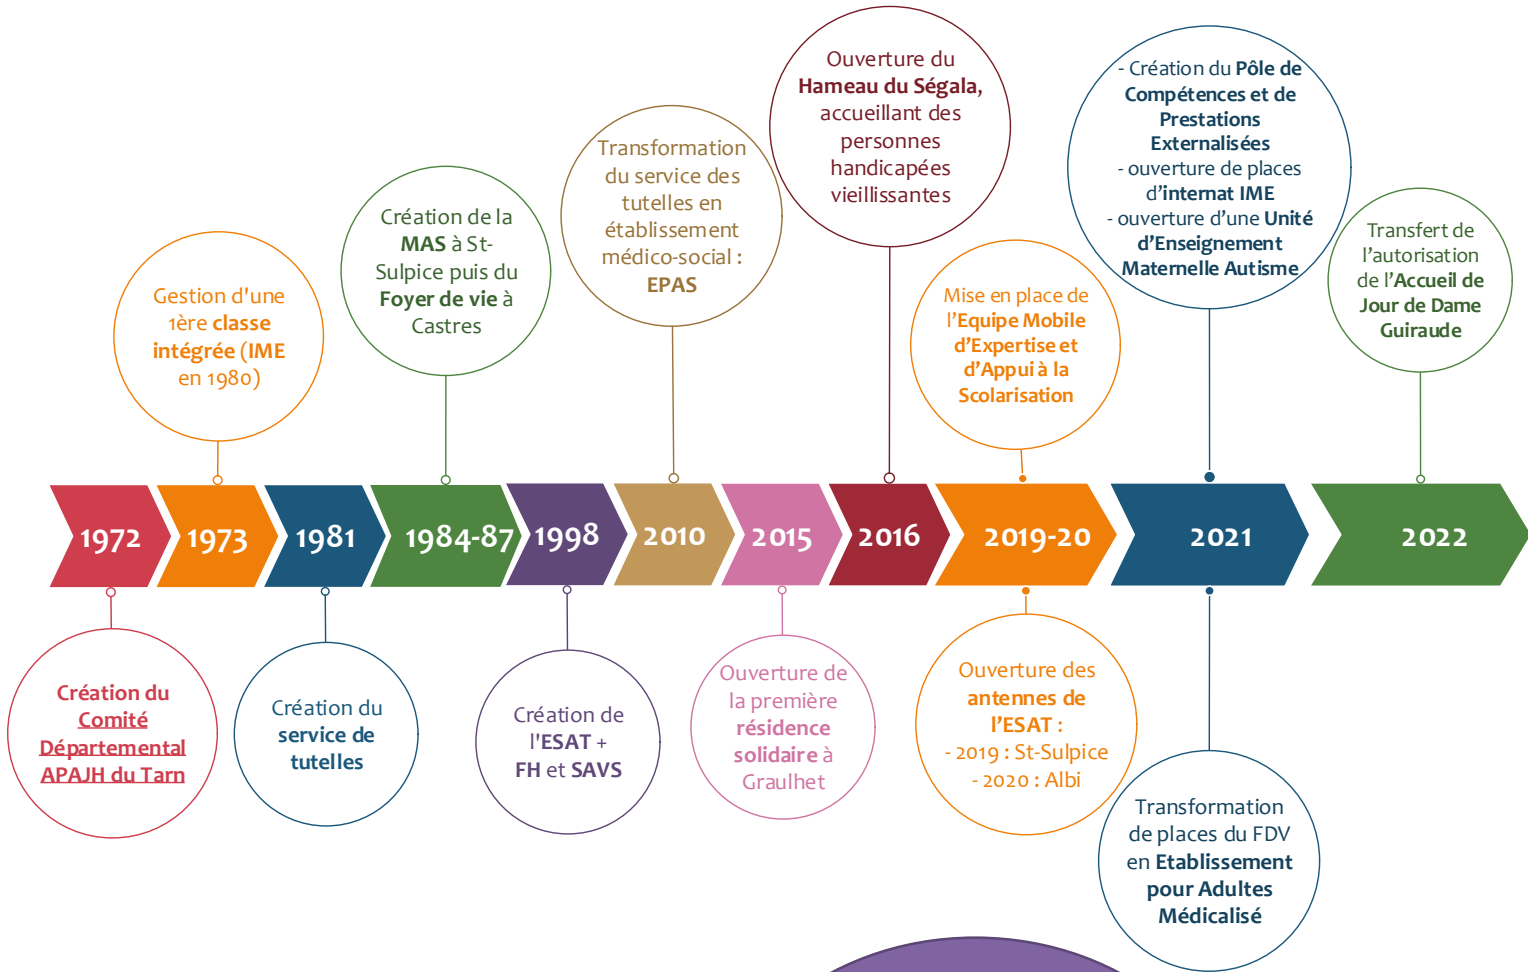 Ouverture du
Hameau du Ségala,
accueillant des
personnes
handicapées
vieillissantes
- Création du Pôle de
Compétences et de
Prestations
Externalisées
- ouverture de places
d’internat IME
- ouverture d’une Unité
d’Enseignement
Maternelle Autisme
Transformation
du service des
tutelles en
établissement
médico-social :
EPAS
Création de la
MAS à St-
Sulpice puis du
Foyer de vie à
Castres
Transfert de
l’autorisation
de l’Accueil de
Jour de Dame
Guiraude
Gestion d'une
1ère classe
intégrée (IME
en 1980)
Mise en place de
l’Equipe Mobile
d’Expertise et
d’Appui à la
Scolarisation
1972
1973
1981
1984-87
1998
2010
2015
2016
2019-20
2021
2022
Création du
Comité
Départemental
APAJH du Tarn
Création du
service de
tutelles
Création de
l'ESAT +
FH et SAVS
Ouverture de
la première
résidence
solidaire à
Graulhet
Ouverture des
antennes de
l’ESAT :
- 2019 : St-Sulpice
- 2020 : Albi
Transformation
de places du FDV
en Etablissement
pour Adultes
Médicalisé